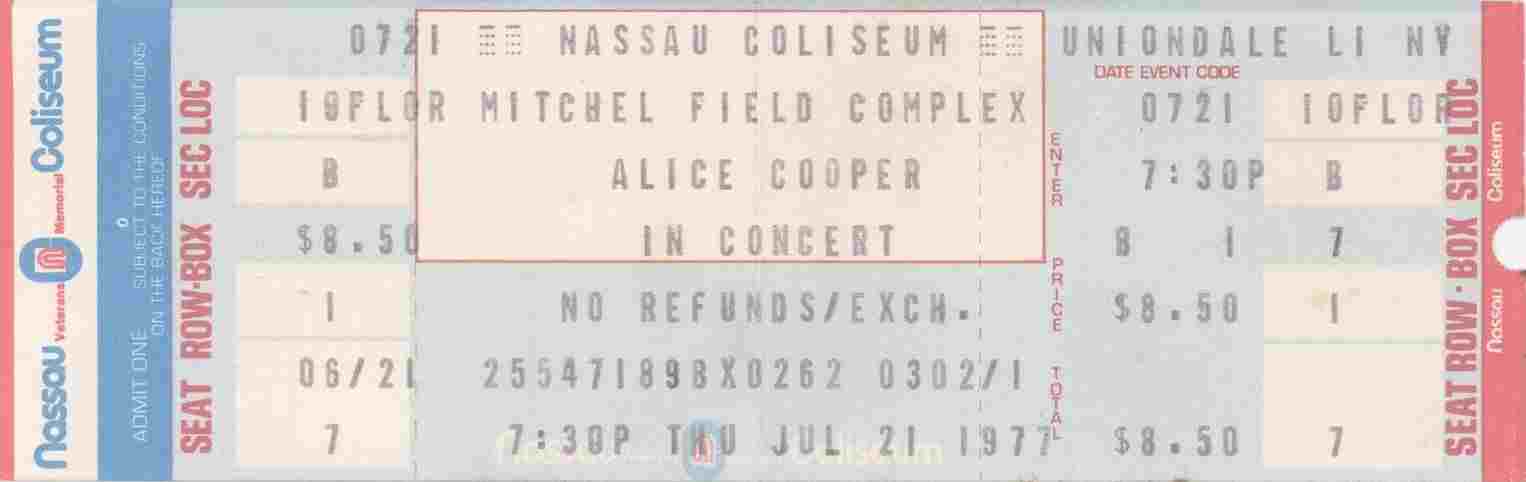 Nassau Veterans Memorial Coliseum
ADMIT ONE SUBJECT TO THE CONDITIONS
ON THE BACK HEREOF
SEAT ROW-BOX SEC LOC
0721 NASSAU COLISEUM UNIONDALE LI NY
DATE EVENT CODE
10FLOR MITCHEL FIELD COMPLEX 0721 10FLOR
B ALICE COOPER ENTER 7:30P B
$8.50 IN CONCERT B 1 7
1 NO REFUNDS/EXCH. PRICE $8.50 1
06/21 25547189BX0262 0302/1 TOTAL
7 7:30P THU JUL 21 1977 $8.50 7
Nassau Coliseum
SEAT ROW-BOX SEC LOC
Nassau Coliseum